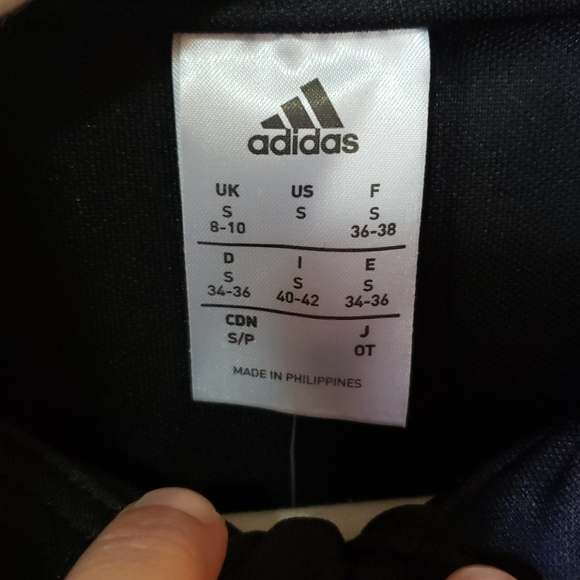 adidas
UK US F
S S S
8-10 36-38
D I E
S S S
34-36 40-42 34-36
CDN J
S/P OT
MADE IN PHILIPPINES